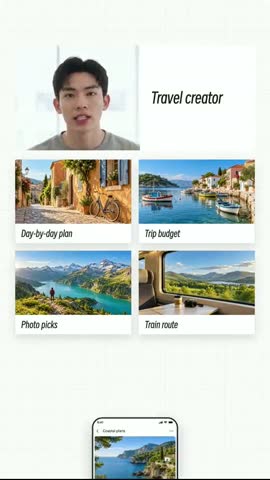 Travel creator
Day-by-day plan
Trip budget
Photo picks
Train route
Coastal plans